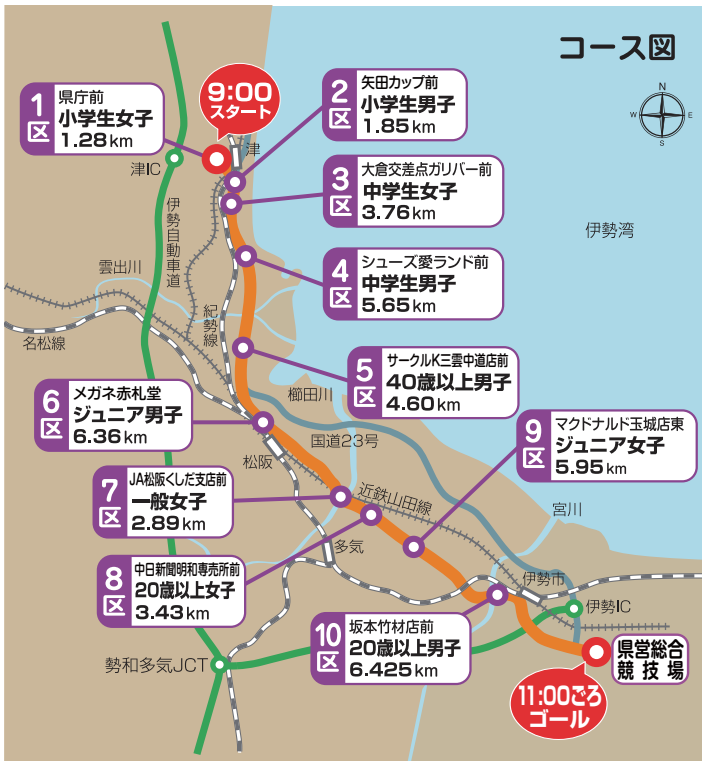 コース図
N
W
E
S
1
区
県庁前
小学生女子
1.28km
9:00
スタート
2
区
矢田カップ前
小学生男子
1.85km
津
津IC
3
区
大倉交差点ガリバー前
中学生女子
3.76km
伊勢自動車道
伊勢湾
4
区
シューズ愛ランド前
中学生男子
5.65km
雲出川
紀勢線
名松線
5
区
サークルK三雲中道店前
40歳以上男子
4.60km
6
区
メガネ赤札堂
ジュニア男子
6.36km
櫛田川
国道23号
松阪
9
区
マクドナルド玉城店東
ジュニア女子
5.95km
7
区
JA松阪くしだ支店前
一般女子
2.89km
近鉄山田線
宮川
多気
8
区
中日新聞明和専売所前
20歳以上女子
3.43km
伊勢市
伊勢IC
10
区
坂本竹材店前
20歳以上男子
6.425km
勢和多気JCT
県営総合
競技場
11:00ごろ
ゴール